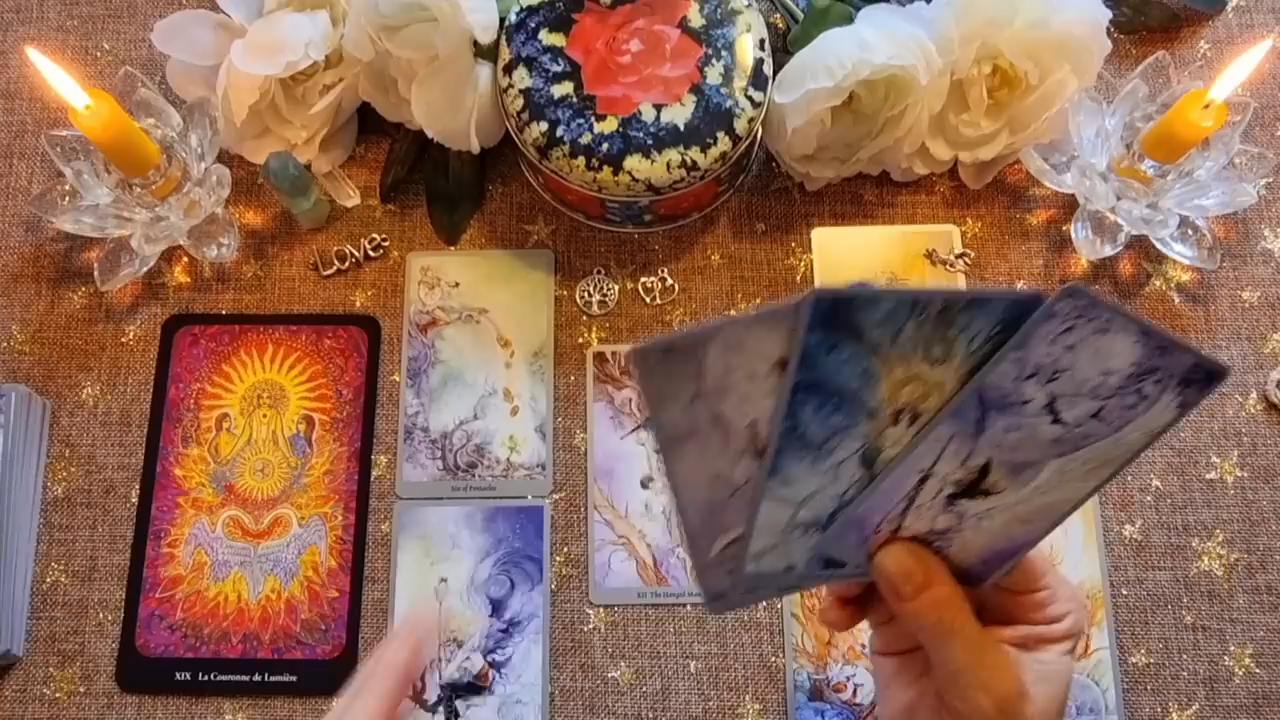 Love
Six of Pentacles
XII The Hanged Man
XIX La Couronne de Lumière